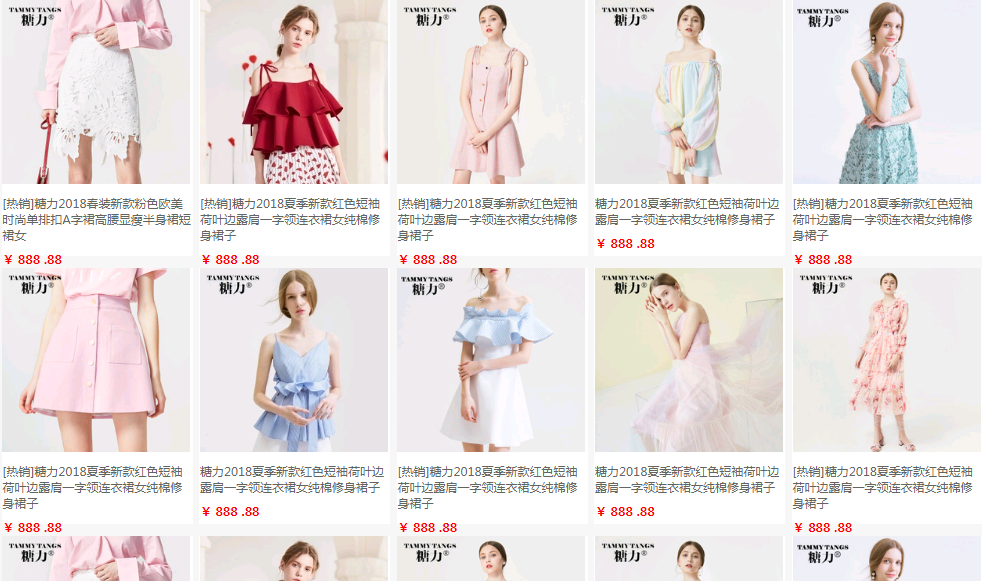 TAMMY TANGS
糖力®
TAMMY TANGS
糖力®
TAMMY TANGS
糖力®
TAMMY TANGS
糖力®
[热销]糖力2018春装新款粉色欧美
时尚单排扣A字裙高腰显瘦半身裙短
裙女
¥ 888 .88
[热销]糖力2018夏季新款红色短袖
荷叶边露肩一字领连衣裙女纯棉修
身裙子
¥ 888 .88
[热销]糖力2018夏季新款红色短袖
荷叶边露肩一字领连衣裙女纯棉修
身裙子
¥ 888 .88
糖力2018夏季新款红色短袖荷叶边
露肩一字领连衣裙女纯棉修身裙子
¥ 888 .88
[热销]糖力2018夏季新款红色短袖
荷叶边露肩一字领连衣裙女纯棉修
身裙子
¥ 888 .88
TAMMY TANGS
糖力®
TAMMY TANGS
糖力®
TAMMY TANGS
糖力®
TAMMY TANGS
糖力®
TAMMY TANGS
糖力®
[热销]糖力2018夏季新款红色短袖
荷叶边露肩一字领连衣裙女纯棉修
身裙子
¥ 888 .88
糖力2018夏季新款红色短袖荷叶边
露肩一字领连衣裙女纯棉修身裙子
¥ 888 .88
[热销]糖力2018夏季新款红色短袖
荷叶边露肩一字领连衣裙女纯棉修
身裙子
¥ 888 .88
糖力2018夏季新款红色短袖荷叶边
露肩一字领连衣裙女纯棉修身裙子
¥ 888 .88
[热销]糖力2018夏季新款红色短袖
荷叶边露肩一字领连衣裙女纯棉修
身裙子
¥ 888 .88
TAMMY TANGS
糖力®
TAMMY TANGS
糖力®
TAMMY TANGS
糖力®
TAMMY TANGS
糖力®